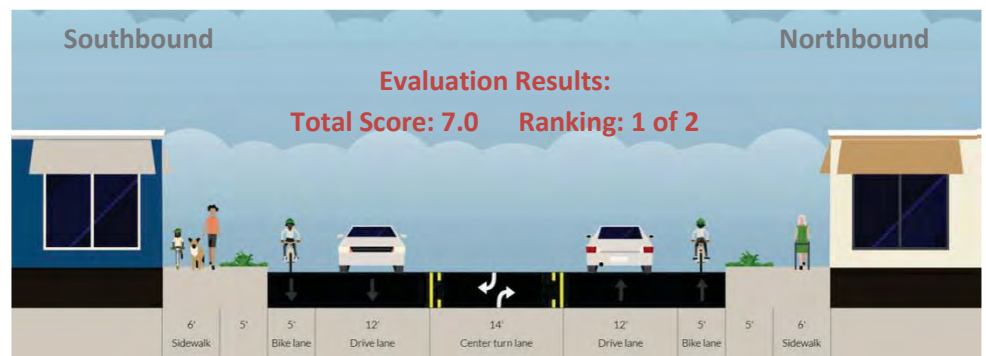 Southbound
Northbound
Evaluation Results:
Total Score: 7.0 Ranking: 1 of 2
6' 5' 5' 12' 14' 12' 5' 5' 6'
Sidewalk Bike lane Drive lane Center turn lane Drive lane Bike lane Sidewalk